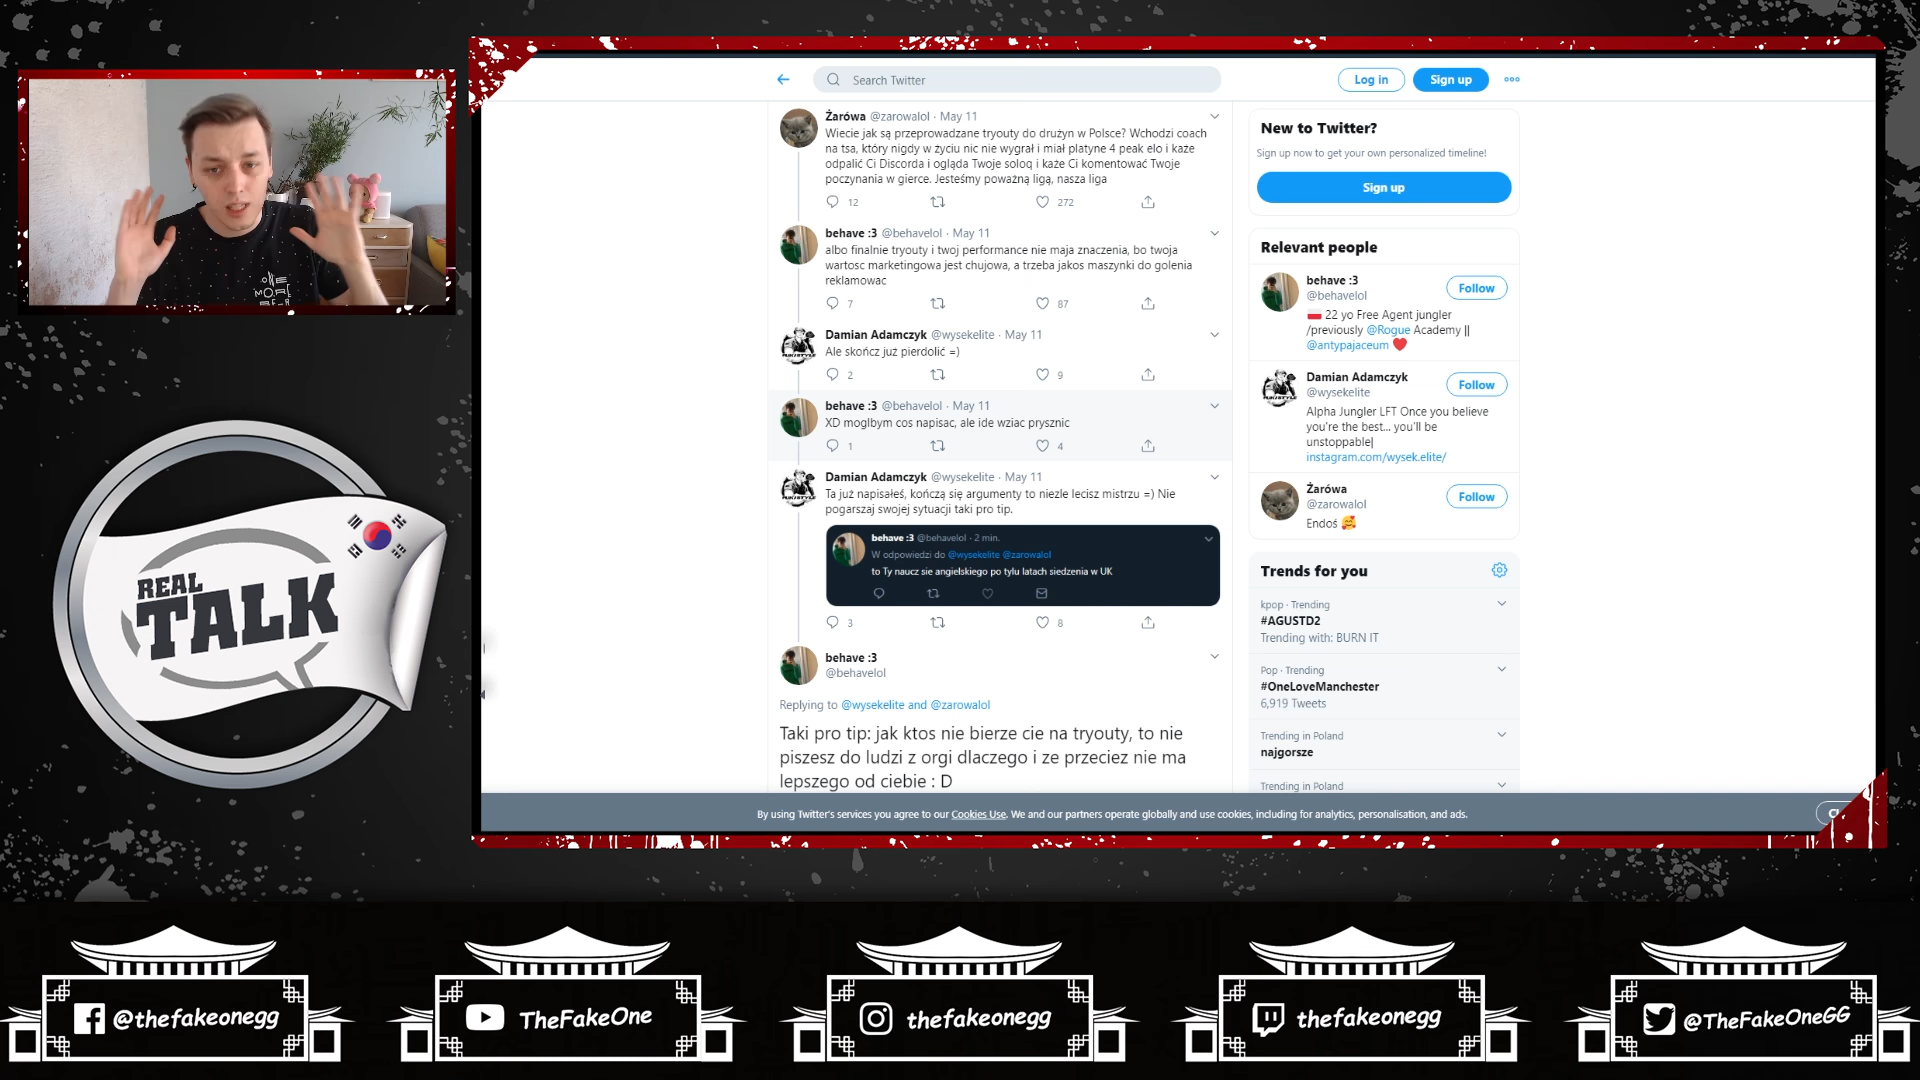 Search Twitter
Log in
Sign up
Żarówa @zarowalol · May 11
Wiecie jak są przeprowadzane tryouty do drużyn w Polsce? Wchodzi coach
na tsa, który nigdy w życiu nic nie wygrał i miał platyne 4 peak elo i każe
odpalić Ci Discorda i ogląda Twoje soloq i każe Ci komentować Twoje
poczynania w gierce. Jesteśmy poważną ligą, nasza liga
12
272
behave :3 @behavelol · May 11
albo finalnie tryouty i twoj performance nie maja znaczenia, bo twoja
wartosc marketingowa jest chujowa, a trzeba jakos maszynki do golenia
reklamowac
7
87
Damian Adamczyk @wysekelite · May 11
Ale skończ już pierdolić =)
2
9
behave :3 @behavelol · May 11
XD moglbym cos napisac, ale ide wziac prysznic
1
4
Damian Adamczyk @wysekelite · May 11
Ta już napisałeś, kończą się argumenty to niezle lecisz mistrzu =) Nie
pogarszaj swojej sytuacji taki pro tip.
behave :3 @behavelol · 2 min.
W odpowiedzi do @wysekelite @zarowalol
to Ty naucz sie angielskiego po tylu latach siedzenia w UK
3
8
behave :3
@behavelol
Replying to @wysekelite and @zarowalol
Taki pro tip: jak ktos nie bierze cie na tryouty, to nie
piszesz do ludzi z orgi dlaczego i ze przeciez nie ma
lepszego od ciebie : D
New to Twitter?
Sign up now to get your own personalized timeline!
Sign up
Relevant people
behave :3
@behavelol
Follow
22 yo Free Agent jungler
/previously @Rogue Academy ||
@antypajaceum
Damian Adamczyk
@wysekelite
Follow
Alpha Jungler LFT Once you believe
you're the best... you'll be
unstoppable|
instagram.com/wysek.elite/
Żarówa
@zarowalol
Follow
Endoś
Trends for you
kpop · Trending
#AGUSTD2
Trending with: BURN IT
Pop · Trending
#OneLoveManchester
6,919 Tweets
Trending in Poland
najgorsze
Trending in Poland
By using Twitter's services you agree to our Cookies Use. We and our partners operate globally and use cookies, including for analytics, personalisation, and ads.
REAL
TALK
@thefakeonegg
TheFakeOne
thefakeonegg
thefakeonegg
@TheFakeOneGG